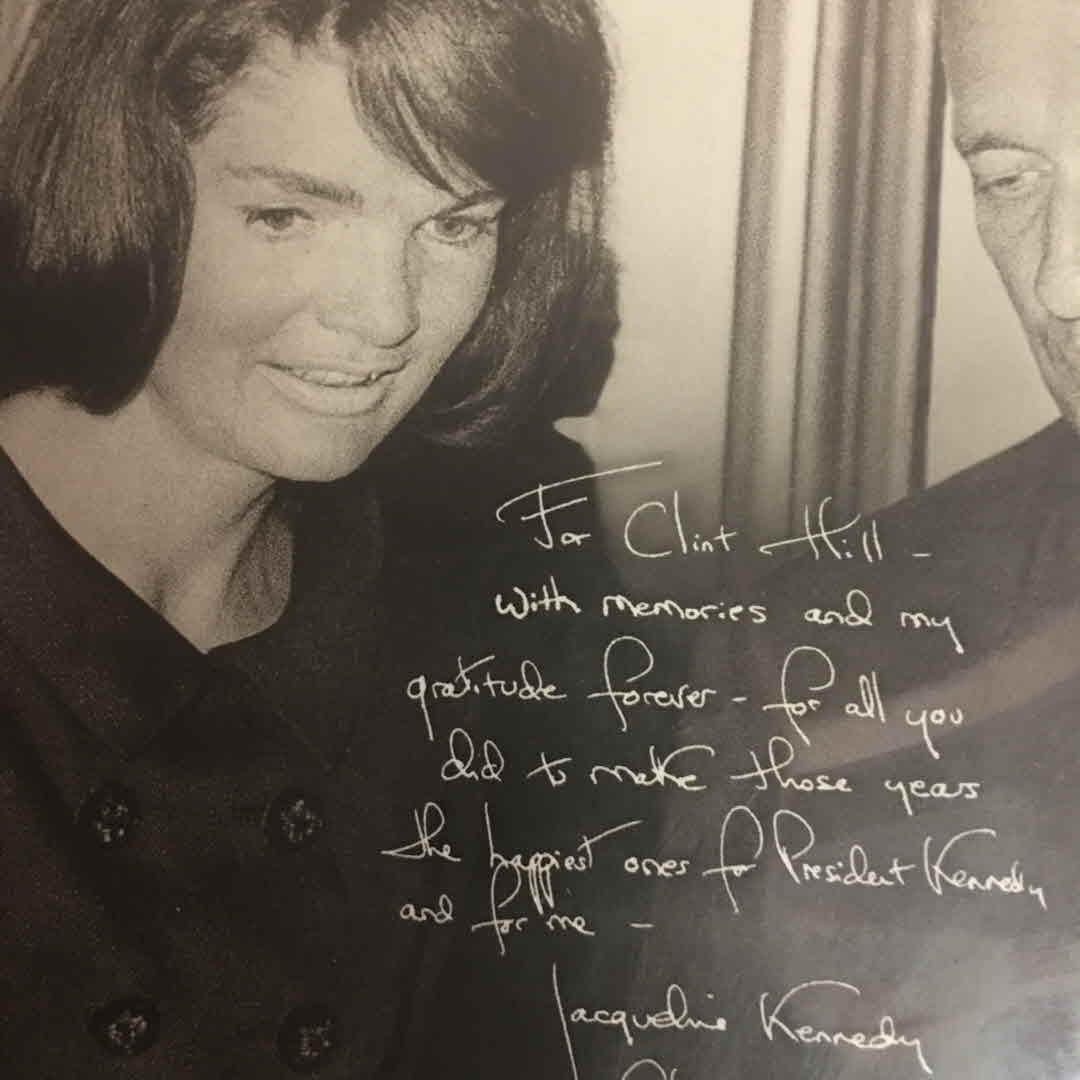 For Clint Hill -
with memories and my
gratitude forever - for all you
did to make those years
the happiest ones for President Kennedy
and for me -
Jacqueline Kennedy